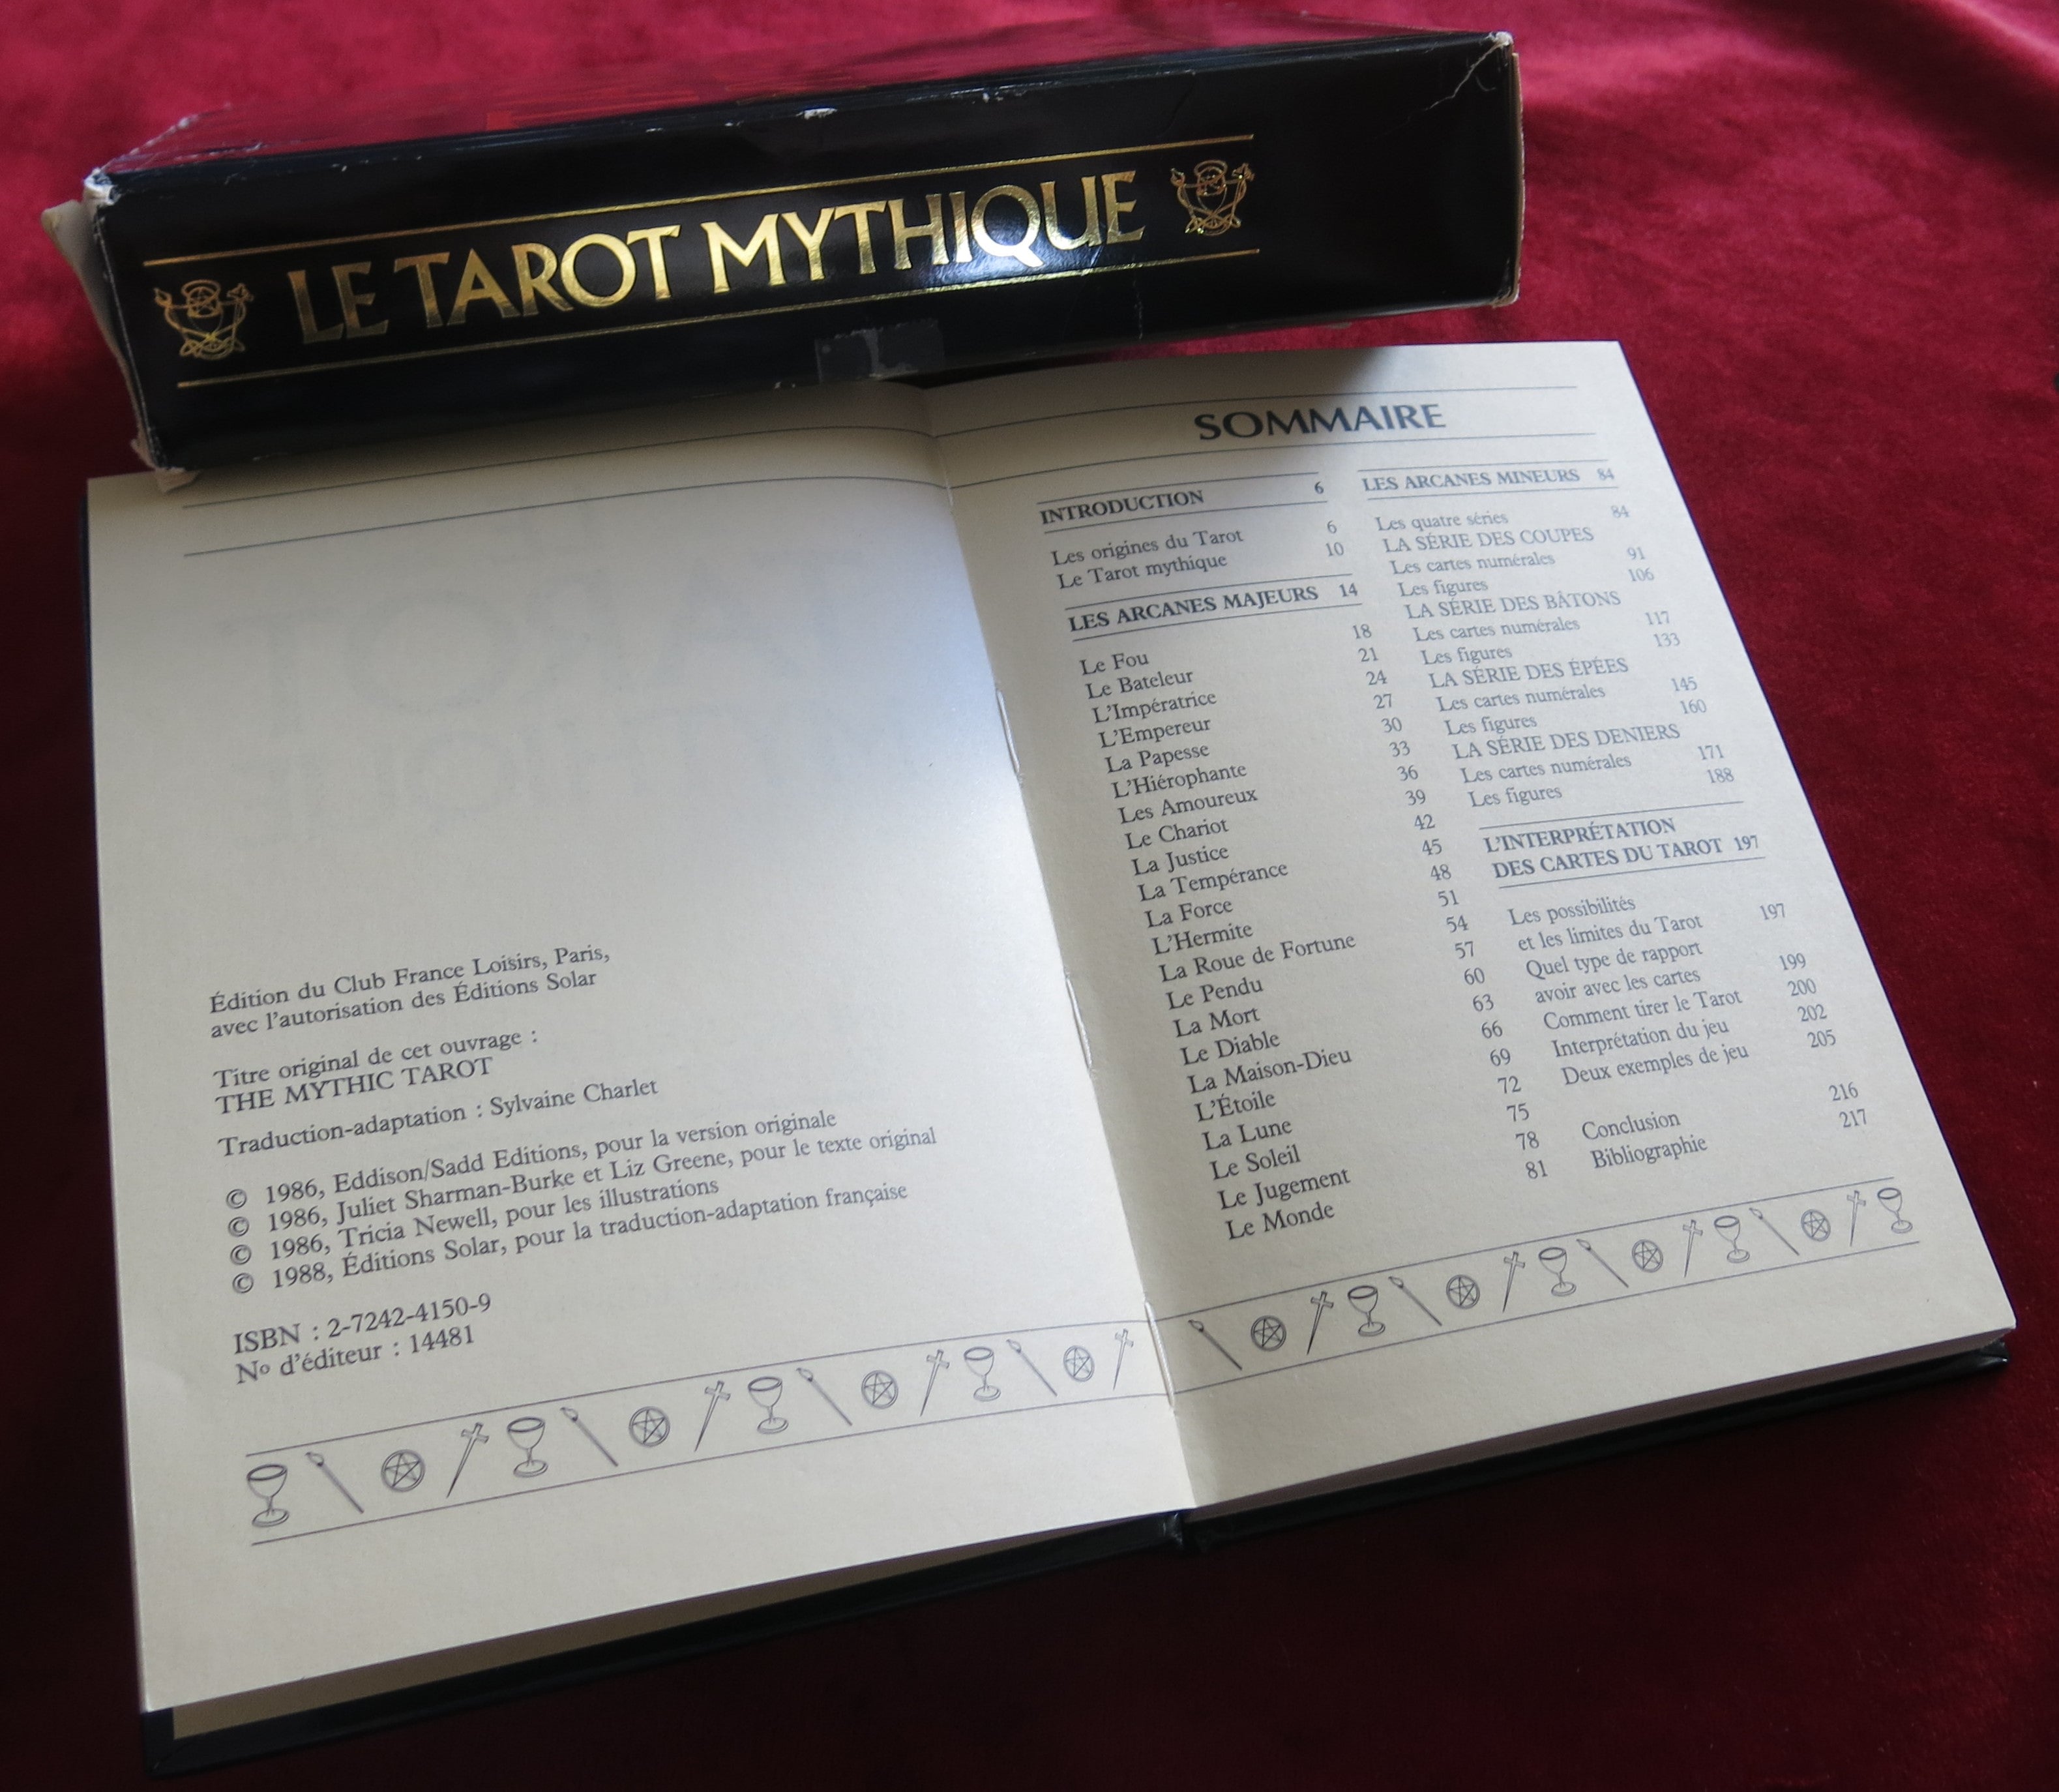 LE TAROT MYTHIQUE
Édition du Club France Loisirs, Paris,
avec l'autorisation des Éditions Solar
Titre original de cet ouvrage :
THE MYTHIC TAROT
Traduction-adaptation : Sylvaine Charlet
© 1986, Eddison/Sadd Editions, pour la version originale
© 1986, Juliet Sharman-Burke et Liz Greene, pour le texte original
© 1986, Tricia Newell, pour les illustrations
© 1988, Éditions Solar, pour la traduction-adaptation française
ISBN : 2-7242-4150-9
Nº d'éditeur : 14481
SOMMAIRE
INTRODUCTION 6
Les origines du Tarot 6
Le Tarot mythique 10
LES ARCANES MAJEURS 14
Le Fou 18
Le Bateleur 21
L'Impératrice 24
L'Empereur 27
La Papesse 30
L'Hiérophante 33
Les Amoureux 36
Le Chariot 39
La Justice 42
La Tempérance 45
La Force 48
L'Hermite 51
La Roue de Fortune 54
Le Pendu 57
La Mort 60
Le Diable 63
La Maison-Dieu 66
L'Étoile 69
La Lune 72
Le Soleil 75
Le Jugement 78
Le Monde 81
LES ARCANES MINEURS 84
Les quatre séries 84
LA SÉRIE DES COUPES
Les cartes numérales 91
Les figures 106
LA SÉRIE DES BÂTONS
Les cartes numérales 117
Les figures 133
LA SÉRIE DES ÉPÉES
Les cartes numérales 145
Les figures 160
LA SÉRIE DES DENIERS
Les cartes numérales 171
Les figures 188
L'INTERPRÉTATION
DES CARTES DU TAROT 197
Les possibilités
et les limites du Tarot 197
Quel type de rapport
avoir avec les cartes 199
Comment tirer le Tarot 200
Interprétation du jeu 202
Deux exemples de jeu 205
Conclusion 216
Bibliographie 217